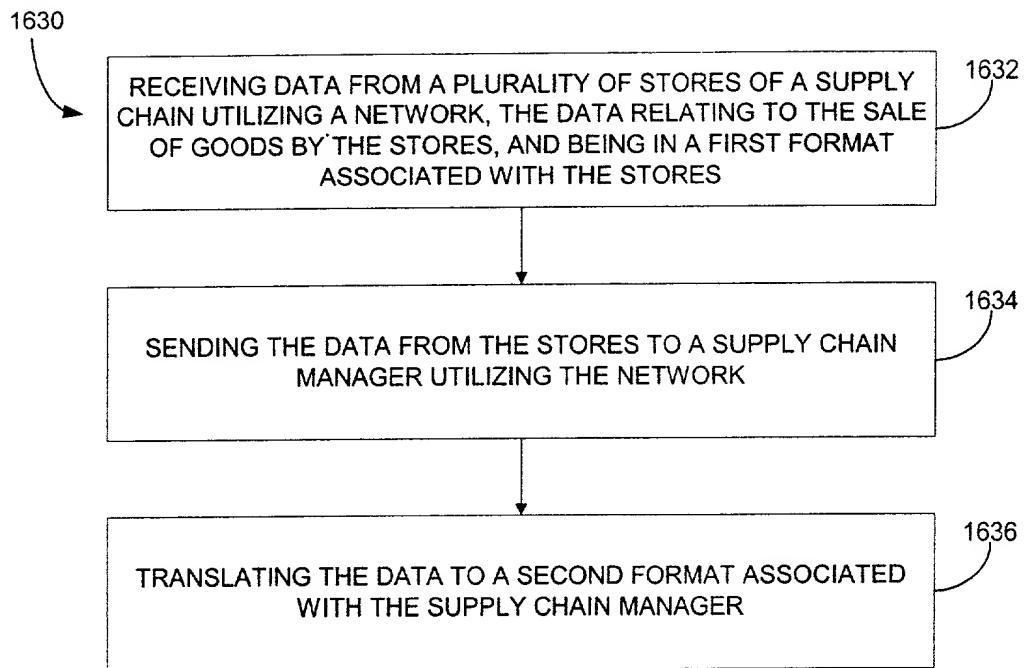 1630
1632
RECEIVING DATA FROM A PLURALITY OF STORES OF A SUPPLY
CHAIN UTILIZING A NETWORK, THE DATA RELATING TO THE SALE
OF GOODS BY THE STORES, AND BEING IN A FIRST FORMAT
ASSOCIATED WITH THE STORES
1634
SENDING THE DATA FROM THE STORES TO A SUPPLY CHAIN
MANAGER UTILIZING THE NETWORK
1636
TRANSLATING THE DATA TO A SECOND FORMAT ASSOCIATED
WITH THE SUPPLY CHAIN MANAGER